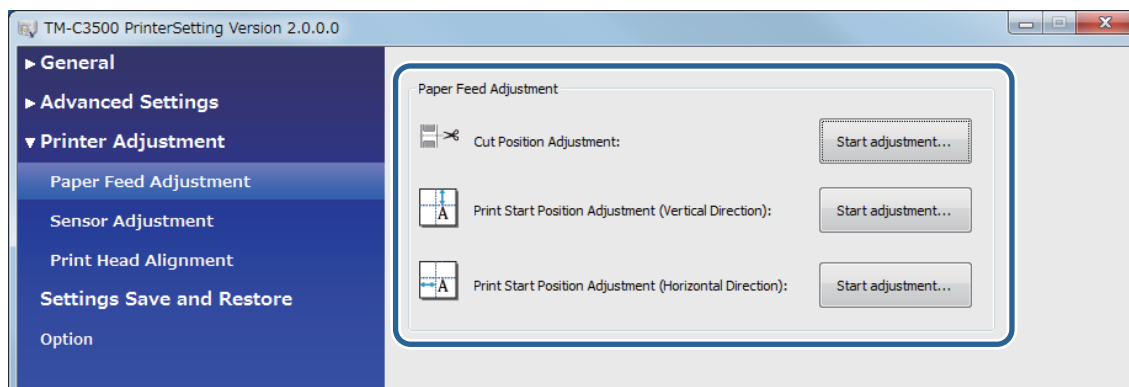 TM-C3500 PrinterSetting Version 2.0.0.0
General
Advanced Settings
Printer Adjustment
Paper Feed Adjustment
Sensor Adjustment
Print Head Alignment
Settings Save and Restore
Option
Paper Feed Adjustment
Cut Position Adjustment: Start adjustment...
A Print Start Position Adjustment (Vertical Direction): Start adjustment...
A Print Start Position Adjustment (Horizontal Direction): Start adjustment...